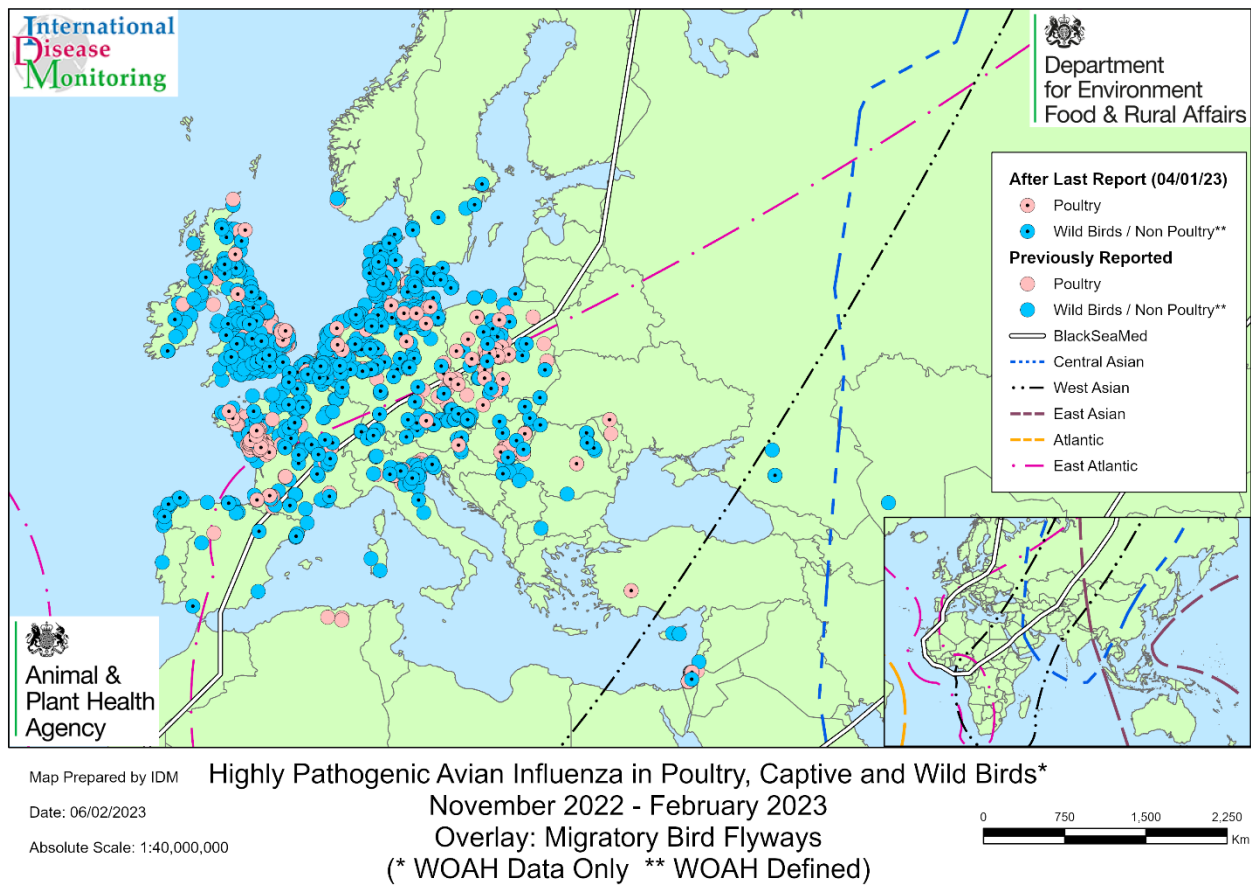 International
Disease
Monitoring
Department
for Environment
Food & Rural Affairs
After Last Report (04/01/23)
Poultry
Wild Birds / Non Poultry**
Previously Reported
Poultry
Wild Birds / Non Poultry**
BlackSeaMed
Central Asian
West Asian
East Asian
Atlantic
East Atlantic
Animal &
Plant Health
Agency
Map Prepared by IDM
Date: 06/02/2023
Absolute Scale: 1:40,000,000
Highly Pathogenic Avian Influenza in Poultry, Captive and Wild Birds*
November 2022 - February 2023
Overlay: Migratory Bird Flyways
(* WOAH Data Only ** WOAH Defined)
0 750 1,500 2,250
Km